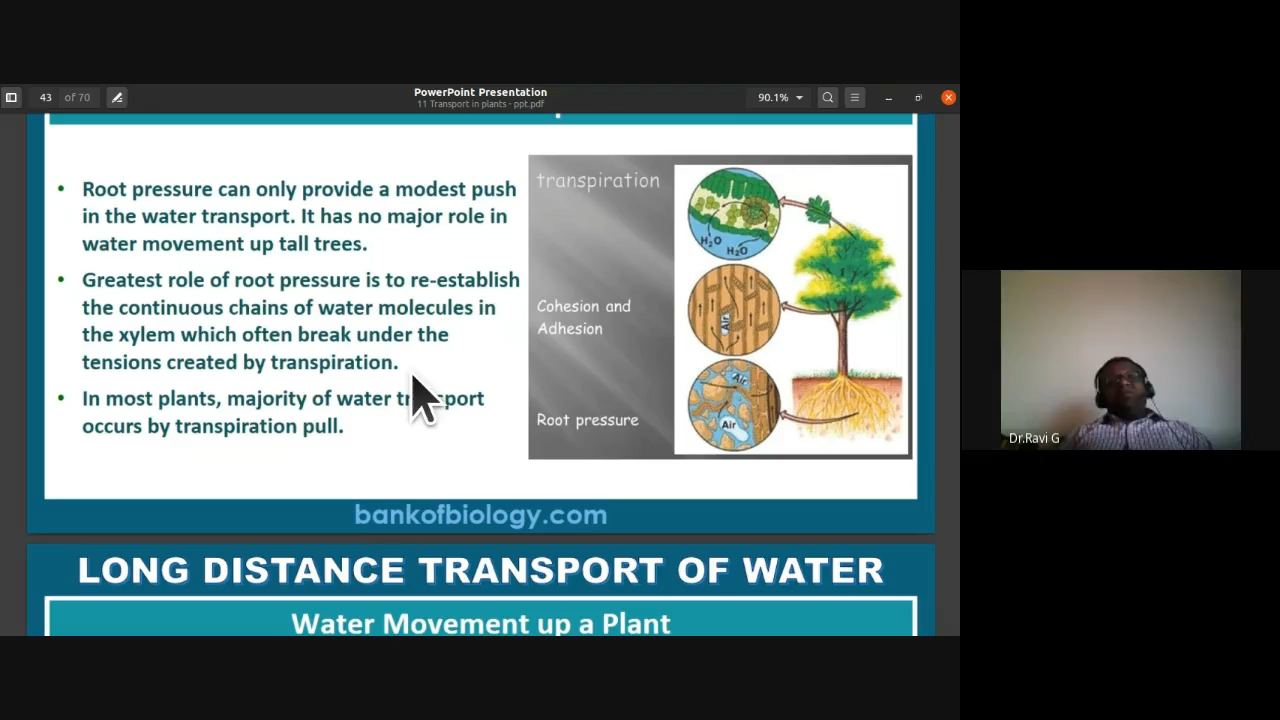 PowerPoint Presentation
11 Transport in plants - ppt.pdf
43 of 70
90.1%
Root pressure can only provide a modest push
in the water transport. It has no major role in
water movement up tall trees.
Greatest role of root pressure is to re-establish
the continuous chains of water molecules in
the xylem which often break under the
tensions created by transpiration.
In most plants, majority of water
occurs by transpiration pull.
transpiration
H₂O
H₂O
Cohesion and
Adhesion
Air
Root pressure
Air
Air
bankofbiology.com
LONG DISTANCE TRANSPORT OF WATER
Water Movement up a Plant
Dr.Ravi G